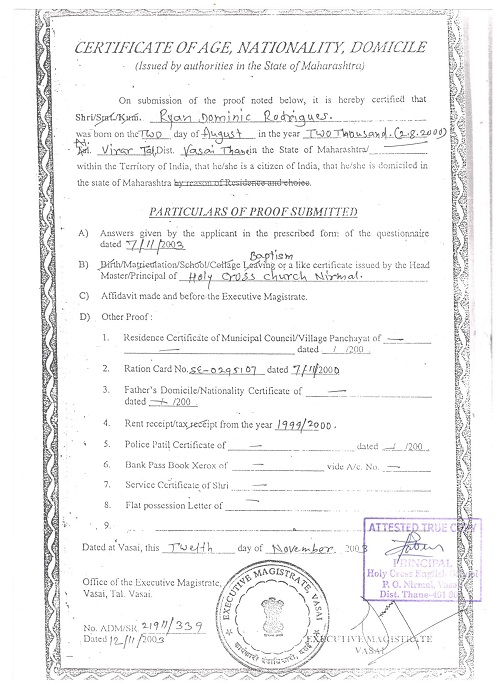 CERTIFICATE OF AGE, NATIONALITY, DOMICILE
(Issued by authorities in the State of Maharashtra)
On submission of the proof noted below, it is hereby certified that
Shri/Smt./Kum. Ryan Dominic Rodrigues.
was born on the Two day of August in the year Two Thousand. (2-8-2000)
At. Virar Tal, Dist. Vasai Thane in the State of Maharashtra/
within the Territory of India, that he/she is a citizen of India, that he/she is domiciled in
the state of Maharashtra by reason of Residence and choice.
PARTICULARS OF PROOF SUBMITTED
A) Answers given by the applicant in the prescribed form of the questionnaire
dated 7/11/2003
Baptism
B) Birth/Matriculation/School/Collage Leaving or a like certificate issued by the Head
Master/Principal of Holy Cross church Nirmal.
C) Affidavit made and before the Executive Magistrate.
D) Other Proof :
1. Residence Certificate of Municipal Council/Village Panchayat of —
— dated / /200
2. Ration Card No. SE-0295107 dated 7/11/2000
3. Father's Domicile/Nationality Certificate of —
dated — /200
4. Rent receipt/tax receipt from the year 1999/2000.
5. Police Patil Certificate of — dated — /200
6. Bank Pass Book Xerox of — vide A/c. No. —
7. Service Certificate of Shri —
8. Flat possession Letter of —
9.
ATTESTED TRUE COPY
Dated at Vasai, this Twelfth day of November, 2003
PRINCIPAL
Holy Cross English School
P. O. Nirmal, Vasai
Dist. Thane-401
Office of the Executive Magistrate,
Vasai, Tal. Vasai.
EXECUTIVE MAGISTRATE, VASAI
No. ADM/SR 21911/339
Dated 12/11/2003
EXECUTIVE MAGISTRATE
VASAI